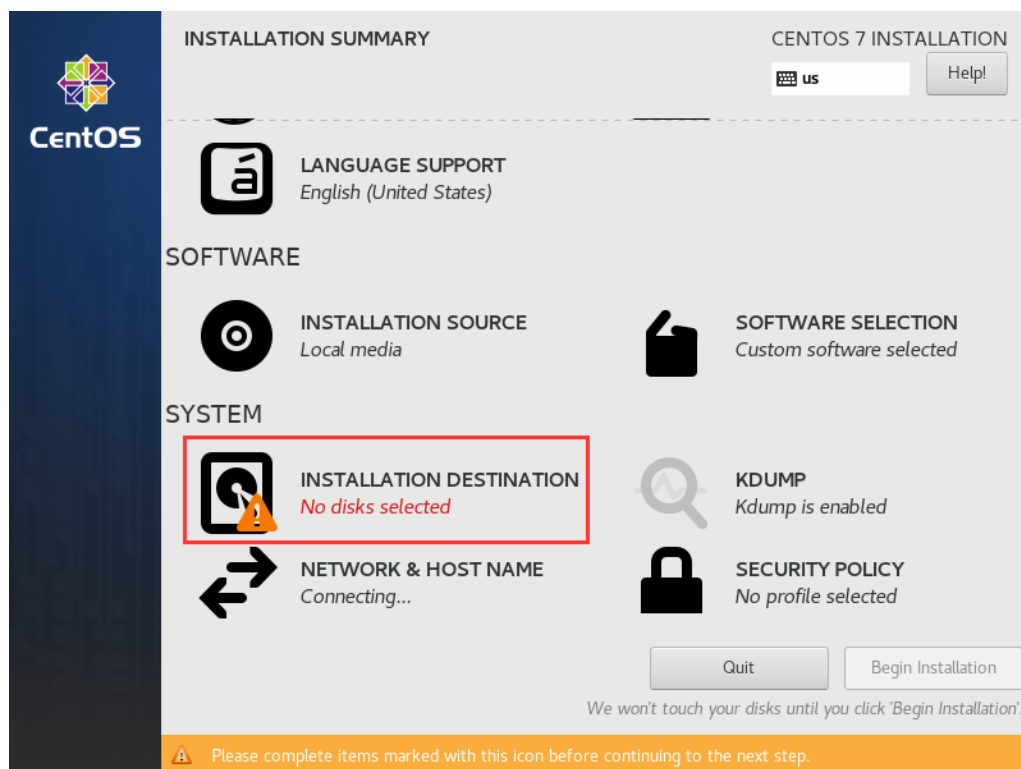 INSTALLATION SUMMARY
CENTOS 7 INSTALLATION
us
Help!
CentOS
á
LANGUAGE SUPPORT
English (United States)
SOFTWARE
INSTALLATION SOURCE
Local media
SOFTWARE SELECTION
Custom software selected
SYSTEM
INSTALLATION DESTINATION
No disks selected
KDUMP
Kdump is enabled
NETWORK & HOST NAME
Connecting...
SECURITY POLICY
No profile selected
Quit
Begin Installation
We won't touch your disks until you click 'Begin Installation'.
Please complete items marked with this icon before continuing to the next step.